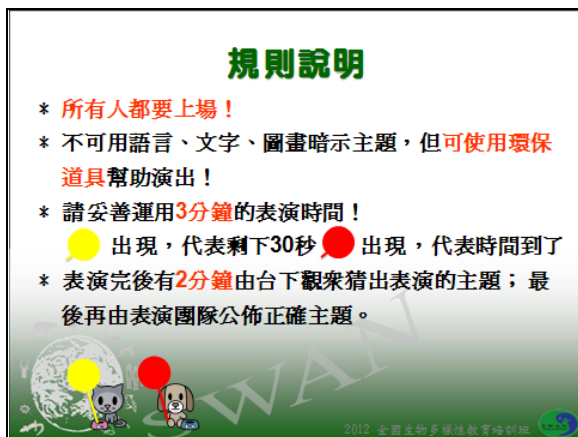 規則說明
* 所有人都要上場！
* 不可用語言、文字、圖畫暗示主題，但可使用環保
道具幫助演出！
* 請妥善運用3分鐘的表演時間！
出現，代表剩下30秒 出現，代表時間到了
* 表演完後有2分鐘由台下觀眾猜出表演的主題；最
後再由表演團隊公佈正確主題。
SWAN
2012 全國生物多樣性教育培訓班